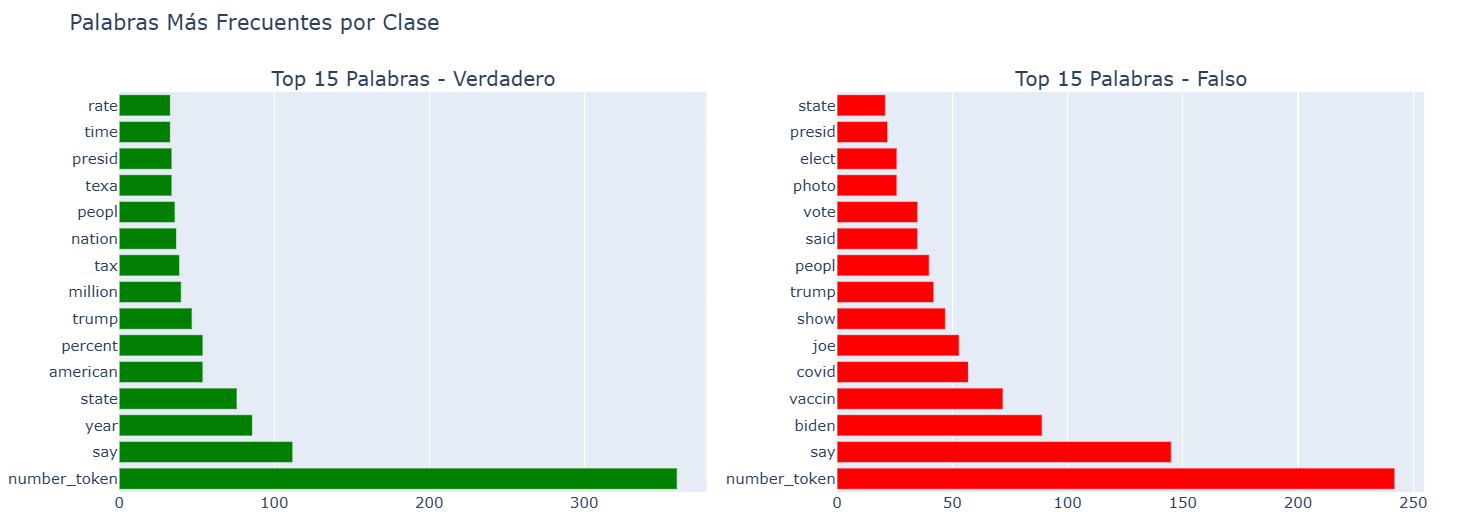 Palabras Más Frecuentes por Clase
Top 15 Palabras - Verdadero
rate
time
presid
texa
peopl
nation
tax
million
trump
percent
american
state
year
say
number_token
0 100 200 300
Top 15 Palabras - Falso
state
presid
elect
photo
vote
said
peopl
trump
show
joe
covid
vaccin
biden
say
number_token
0 50 100 150 200 250